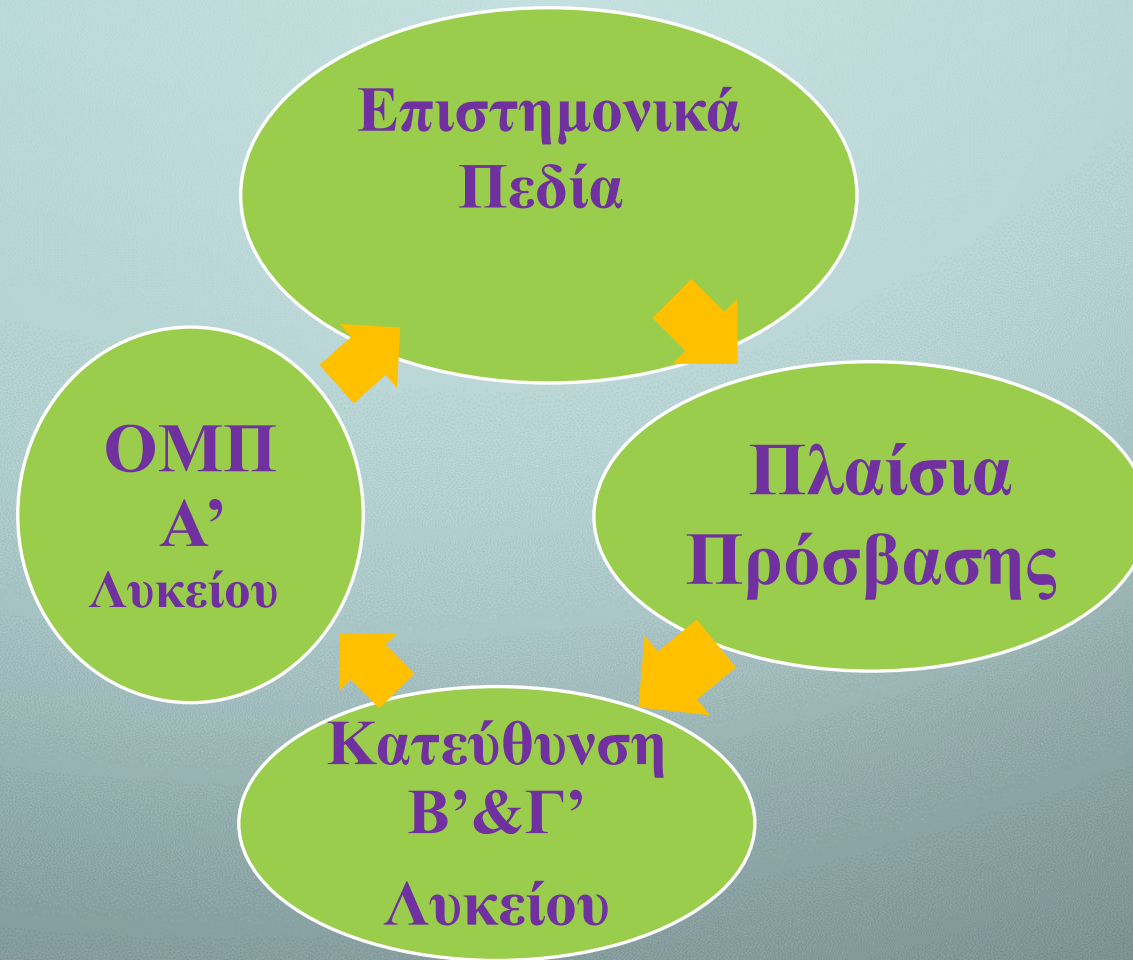 Επιστημονικά
Πεδία
ΟΜΠ
Α’
Λυκείου
Πλαίσια
Πρόσβασης
Κατεύθυνση
Β’&Γ’
Λυκείου